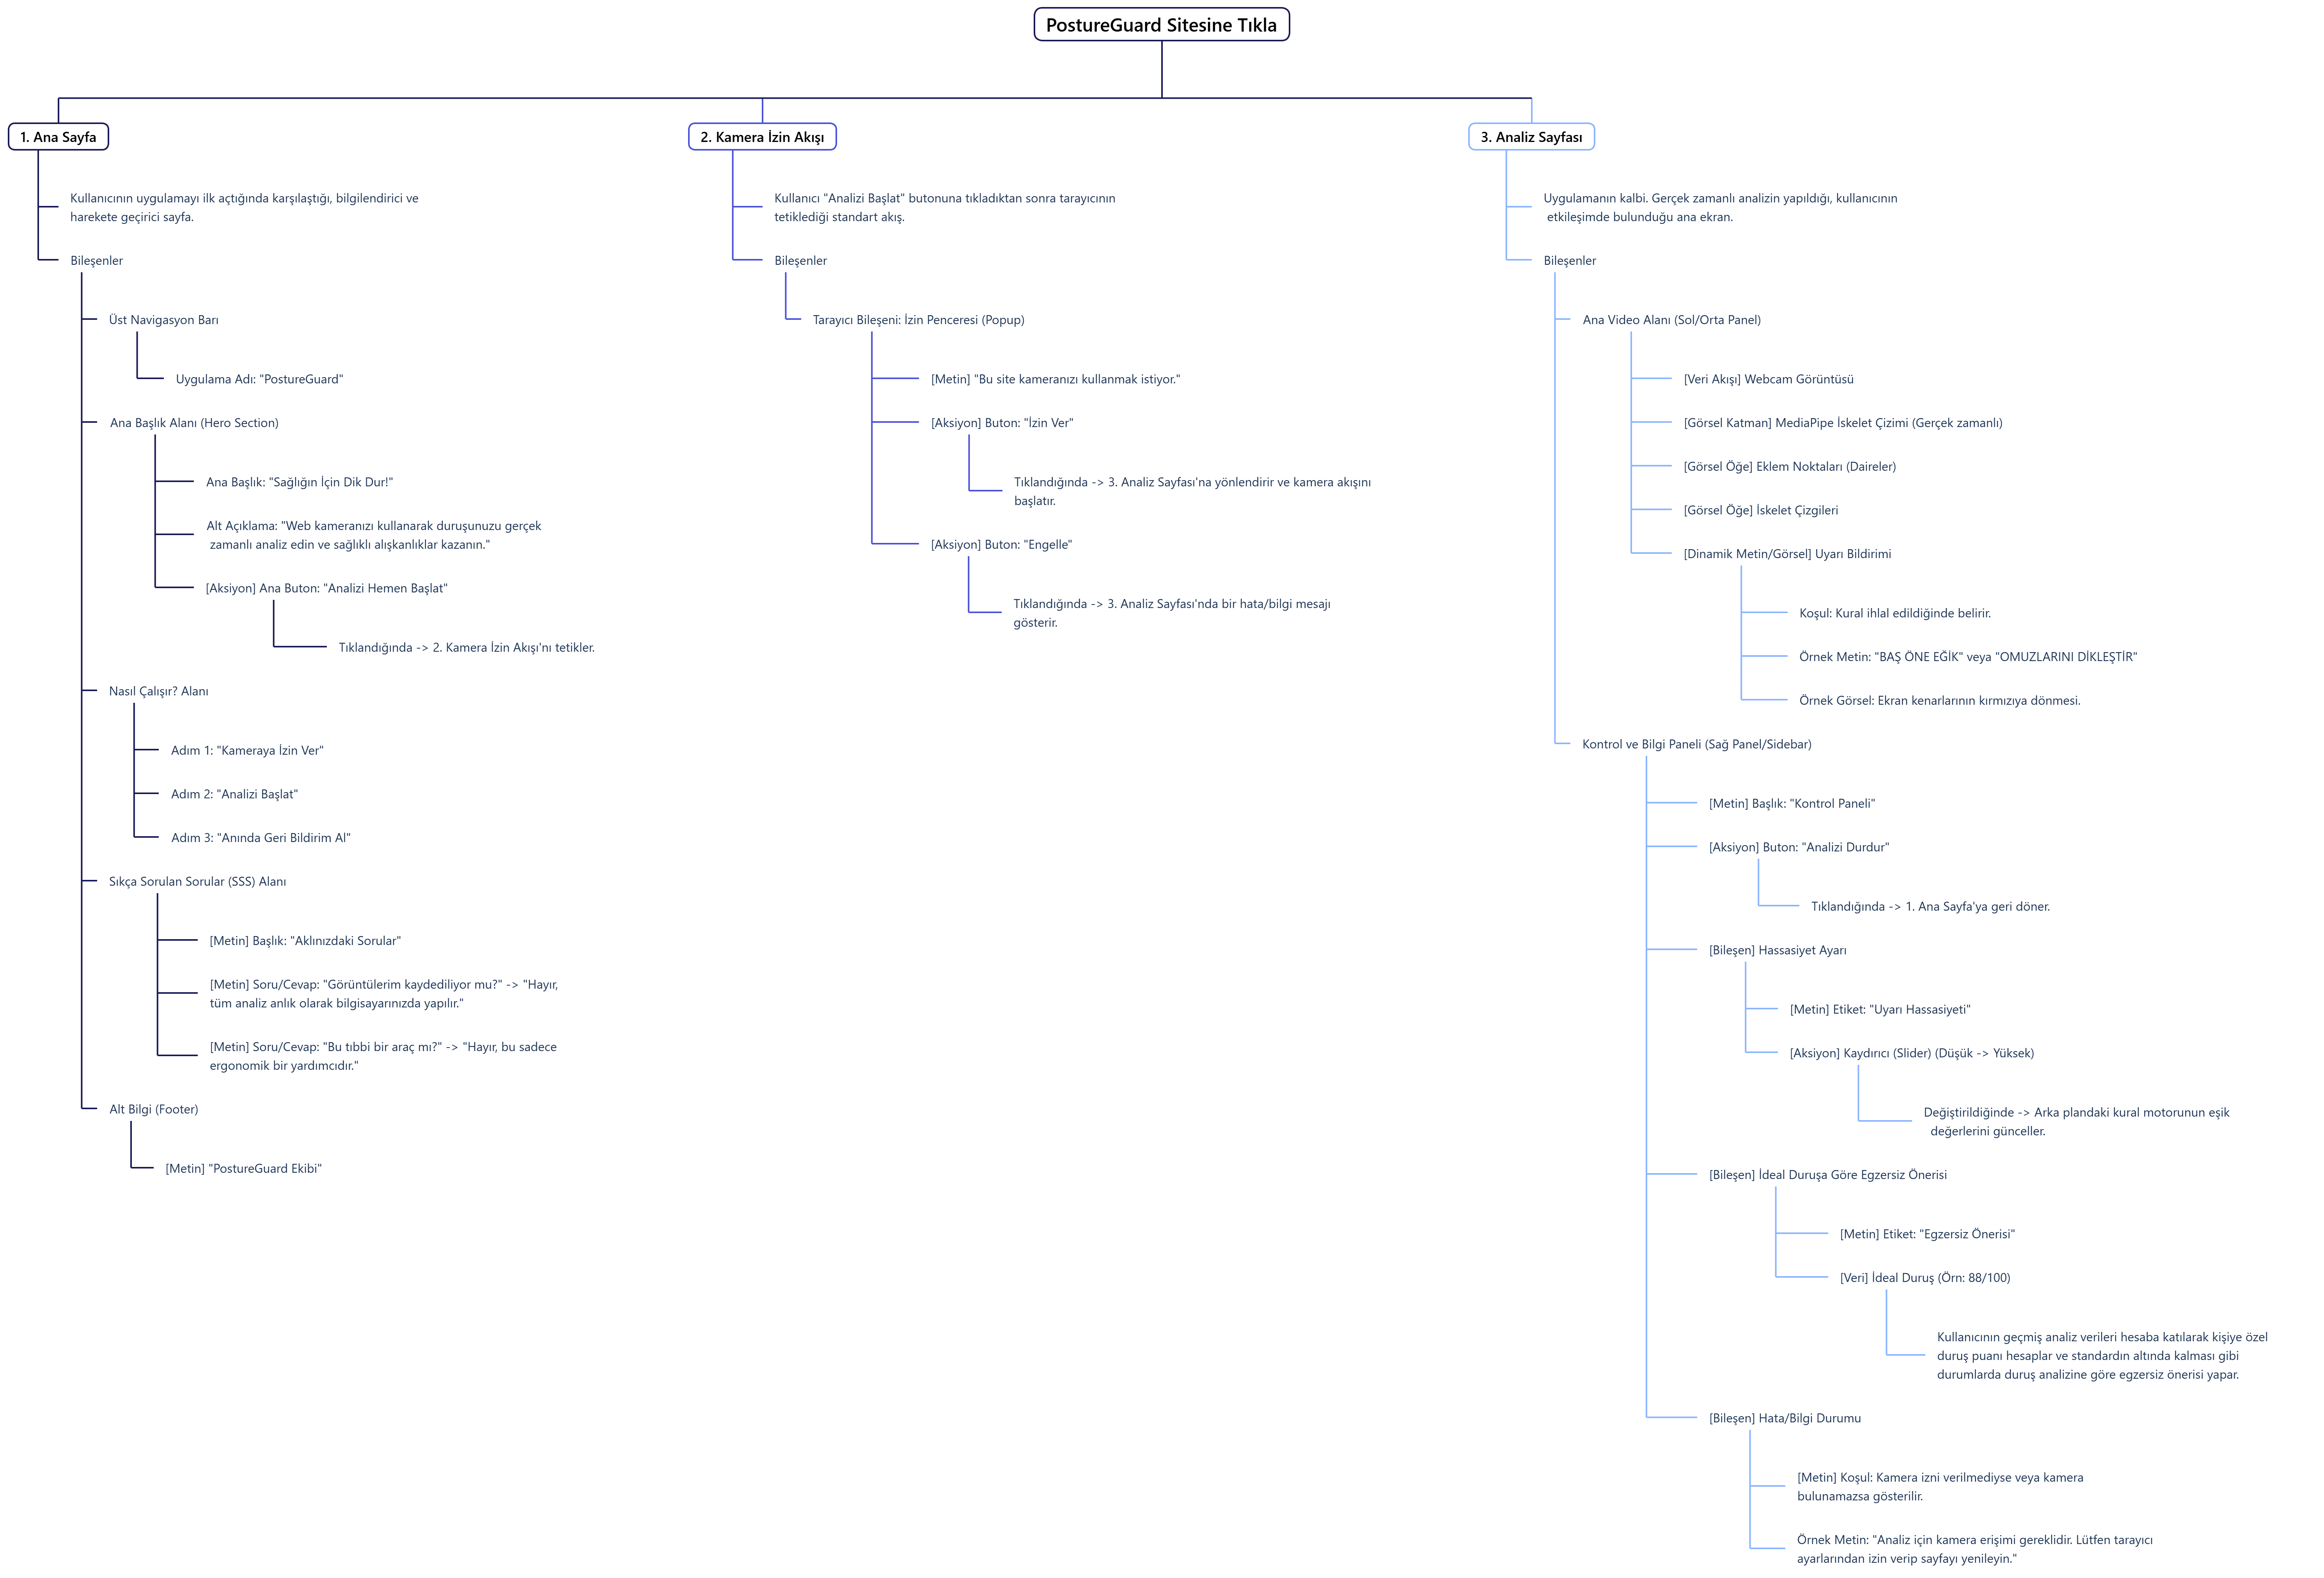 PostureGuard Sitesine Tıkla
1. Ana Sayfa
Kullanıcının uygulamayı ilk açtığında karşılaştığı, bilgilendirici ve
harekete geçirici sayfa.
Bileşenler
Üst Navigasyon Barı
Uygulama Adı: "PostureGuard"
Ana Başlık Alanı (Hero Section)
Ana Başlık: "Sağlığın İçin Dik Dur!"
Alt Açıklama: "Web kameranızı kullanarak duruşunuzu gerçek
zamanlı analiz edin ve sağlıklı alışkanlıklar kazanın."
[Aksiyon] Ana Buton: "Analizi Hemen Başlat"
Tıklandığında -> 2. Kamera İzin Akışı'nı tetikler.
Nasıl Çalışır? Alanı
Adım 1: "Kameraya İzin Ver"
Adım 2: "Analizi Başlat"
Adım 3: "Anında Geri Bildirim Al"
Sıkça Sorulan Sorular (SSS) Alanı
[Metin] Başlık: "Aklınızdaki Sorular"
[Metin] Soru/Cevap: "Görüntülerim kaydediliyor mu?" -> "Hayır,
tüm analiz anlık olarak bilgisayarınızda yapılır."
[Metin] Soru/Cevap: "Bu tıbbi bir araç mı?" -> "Hayır, bu sadece
ergonomik bir yardımcıdır."
Alt Bilgi (Footer)
[Metin] "PostureGuard Ekibi"
2. Kamera İzin Akışı
Kullanıcı "Analizi Başlat" butonuna tıkladıktan sonra tarayıcının
tetiklediği standart akış.
Bileşenler
Tarayıcı Bileşeni: İzin Penceresi (Popup)
[Metin] "Bu site kameranızı kullanmak istiyor."
[Aksiyon] Buton: "İzin Ver"
Tıklandığında -> 3. Analiz Sayfası'na yönlendirir ve kamera akışını
başlatır.
[Aksiyon] Buton: "Engelle"
Tıklandığında -> 3. Analiz Sayfası'nda bir hata/bilgi mesajı
gösterir.
3. Analiz Sayfası
Uygulamanın kalbi. Gerçek zamanlı analizin yapıldığı, kullanıcının
etkileşimde bulunduğu ana ekran.
Bileşenler
Ana Video Alanı (Sol/Orta Panel)
[Veri Akışı] Webcam Görüntüsü
[Görsel Katman] MediaPipe İskelet Çizimi (Gerçek zamanlı)
[Görsel Öğe] Eklem Noktaları (Daireler)
[Görsel Öğe] İskelet Çizgileri
[Dinamik Metin/Görsel] Uyarı Bildirimi
Koşul: Kural ihlal edildiğinde belirir.
Örnek Metin: "BAŞ ÖNE EĞİK" veya "OMUZLARINI DİKLEŞTİR"
Örnek Görsel: Ekran kenarlarının kırmızıya dönmesi.
Kontrol ve Bilgi Paneli (Sağ Panel/Sidebar)
[Metin] Başlık: "Kontrol Paneli"
[Aksiyon] Buton: "Analizi Durdur"
Tıklandığında -> 1. Ana Sayfa'ya geri döner.
[Bileşen] Hassasiyet Ayarı
[Metin] Etiket: "Uyarı Hassasiyeti"
[Aksiyon] Kaydırıcı (Slider) (Düşük -> Yüksek)
Değiştirildiğinde -> Arka plandaki kural motorunun eşik
değerlerini günceller.
[Bileşen] İdeal Duruşa Göre Egzersiz Önerisi
[Metin] Etiket: "Egzersiz Önerisi"
[Veri] İdeal Duruş (Örn: 88/100)
Kullanıcının geçmiş analiz verileri hesaba katılarak kişiye özel
duruş puanı hesaplar ve standardın altında kalması gibi
durumlarda duruş analizine göre egzersiz önerisi yapar.
[Bileşen] Hata/Bilgi Durumu
[Metin] Koşul: Kamera izni verilmediyse veya kamera
bulunamazsa gösterilir.
Örnek Metin: "Analiz için kamera erişimi gereklidir. Lütfen tarayıcı
ayarlarından izin verip sayfayı yenileyin."